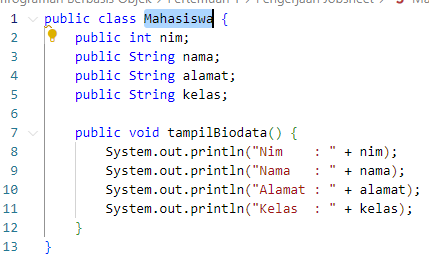 Berbasis Objek > Pertemuan 1 > Pengerjaan Jobsheet >
1 public class Mahasiswa {
2     public int nim;
3     public String nama;
4     public String alamat;
5     public String kelas;
6
7     public void tampilBiodata() {
8         System.out.println("Nim    : " + nim);
9         System.out.println("Nama   : " + nama);
10         System.out.println("Alamat : " + alamat);
11         System.out.println("Kelas  : " + kelas);
12     }
13 }